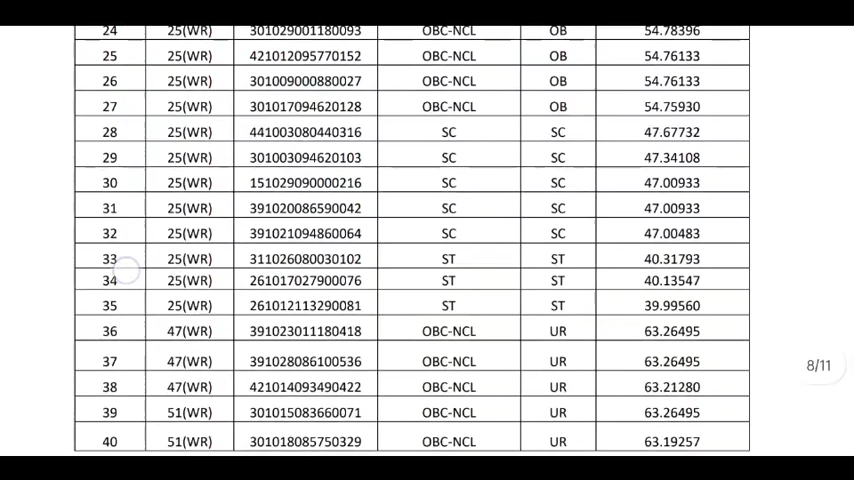 24 25(WR) 301029001180093 OBC-NCL OB 54.78396
25 25(WR) 421012095770152 OBC-NCL OB 54.76133
26 25(WR) 301009000880027 OBC-NCL OB 54.76133
27 25(WR) 301017094620128 OBC-NCL OB 54.75930
28 25(WR) 441003080440316 SC SC 47.67732
29 25(WR) 301003094620103 SC SC 47.34108
30 25(WR) 151029090000216 SC SC 47.00933
31 25(WR) 391020086590042 SC SC 47.00933
32 25(WR) 391021094860064 SC SC 47.00483
33 25(WR) 311026080030102 ST ST 40.31793
34 25(WR) 261017027900076 ST ST 40.13547
35 25(WR) 261012113290081 ST ST 39.99560
36 47(WR) 391023011180418 OBC-NCL UR 63.26495
37 47(WR) 391028086100536 OBC-NCL UR 63.26495
8/11
38 47(WR) 421014093490422 OBC-NCL UR 63.21280
39 51(WR) 301015083660071 OBC-NCL UR 63.26495
40 51(WR) 301018085750329 OBC-NCL UR 63.19257